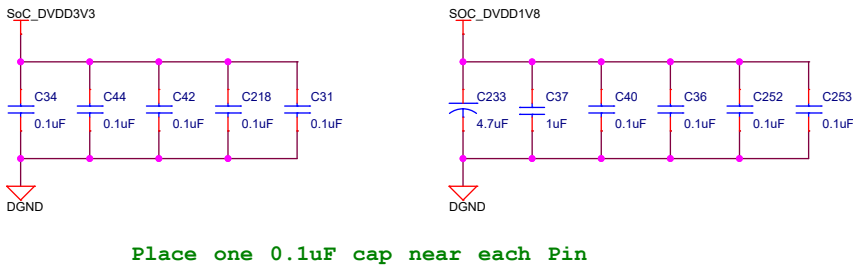 SoC_DVDD3V3
SOC_DVDD1V8
C34 C44 C42 C218 C31
0.1uF 0.1uF 0.1uF 0.1uF 0.1uF
C233 C37 C40 C36 C252 C253
4.7uF 1uF 0.1uF 0.1uF 0.1uF 0.1uF
DGND
DGND
Place one 0.1uF cap near each Pin